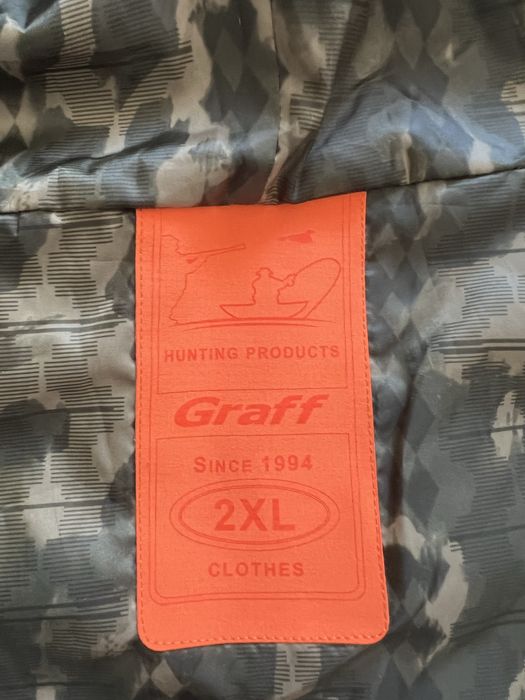 HUNTING PRODUCTS
Graff
SINCE 1994
2XL
CLOTHES